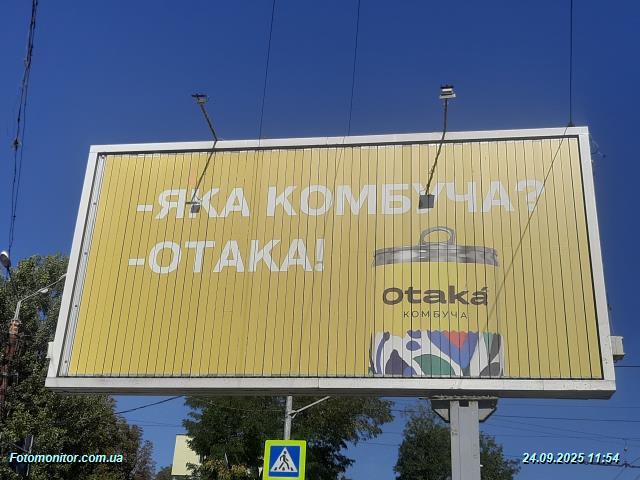 -ЯКА КОМБУЧА?
-ОТАКА!
Otaká
КОМБУЧА
Fotomonitor.com.ua
24.09.2025 11:54